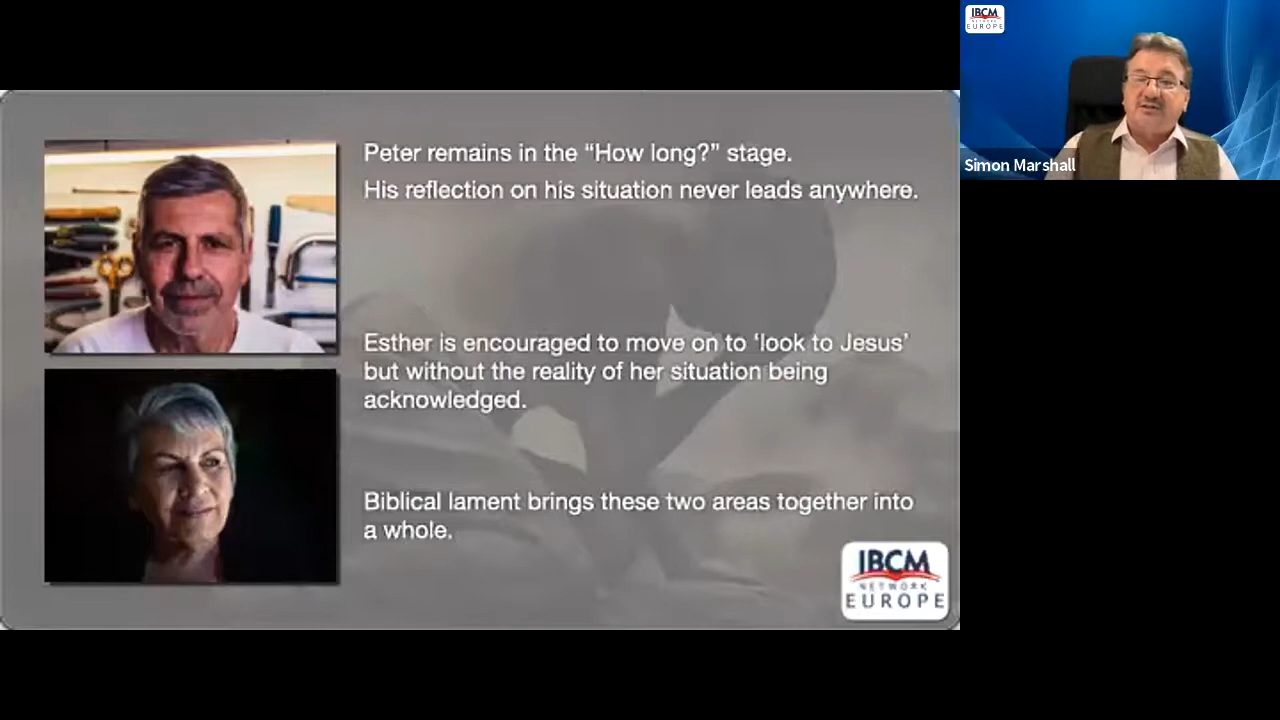 IBCM
NETWORK
EUROPE
Simon Marshall
Peter remains in the “How long?” stage.
His reflection on his situation never leads anywhere.
Esther is encouraged to move on to ‘look to Jesus’
but without the reality of her situation being
acknowledged.
Biblical lament brings these two areas together into
a whole.
IBCM
NETWORK
EUROPE